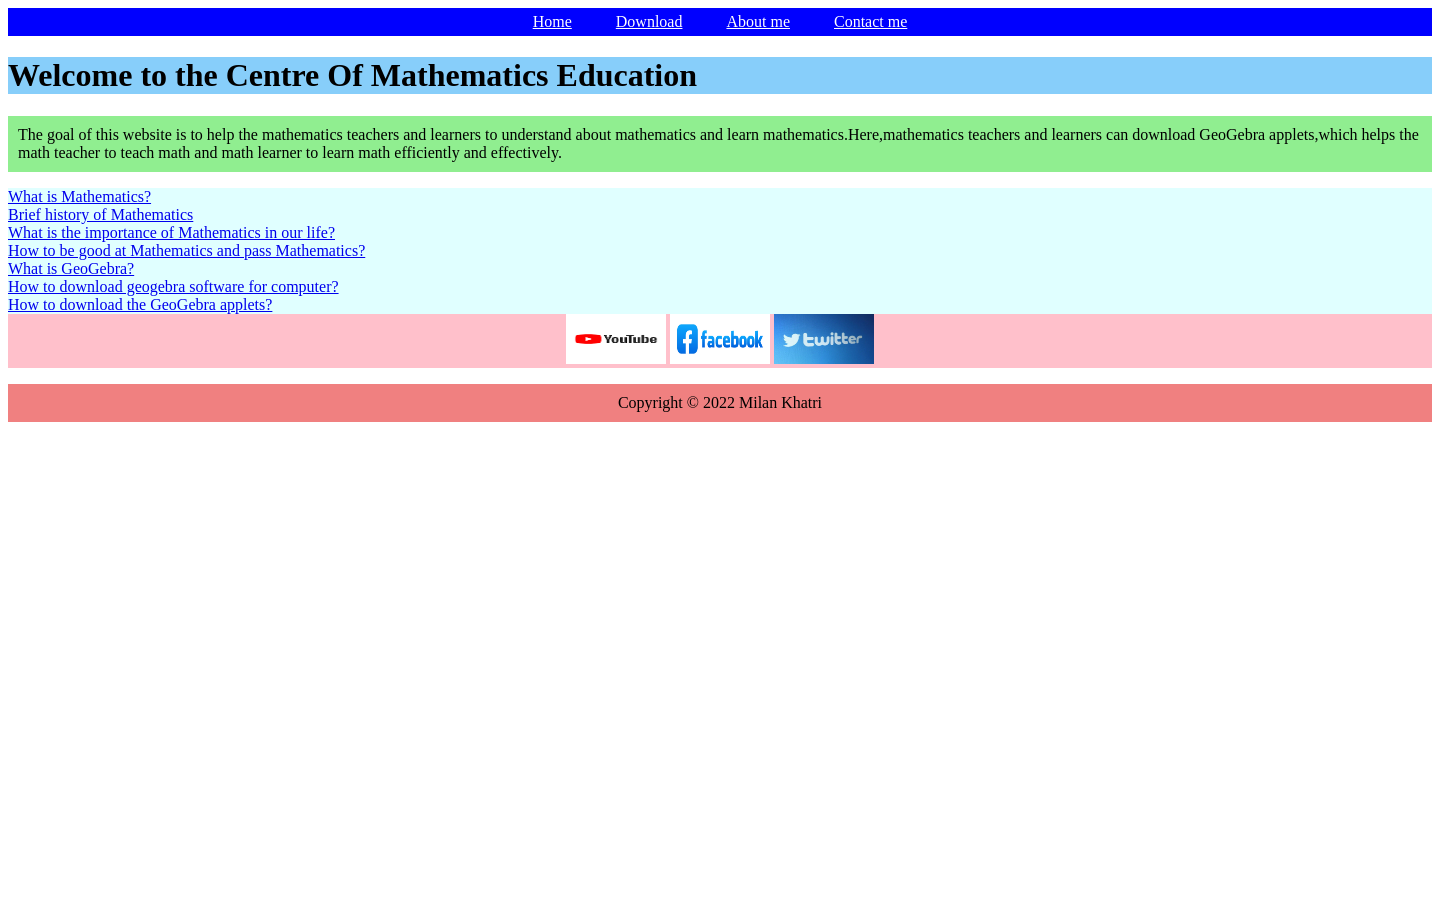 Home Download About me Contact me
Welcome to the Centre Of Mathematics Education
The goal of this website is to help the mathematics teachers and learners to understand about mathematics and learn mathematics.Here,mathematics teachers and learners can download GeoGebra applets,which helps the
math teacher to teach math and math learner to learn math efficiently and effectively.
What is Mathematics?
Brief history of Mathematics
What is the importance of Mathematics in our life?
How to be good at Mathematics and pass Mathematics?
What is GeoGebra?
How to download geogebra software for computer?
How to download the GeoGebra applets?
YouTube facebook twitter
Copyright © 2022 Milan Khatri